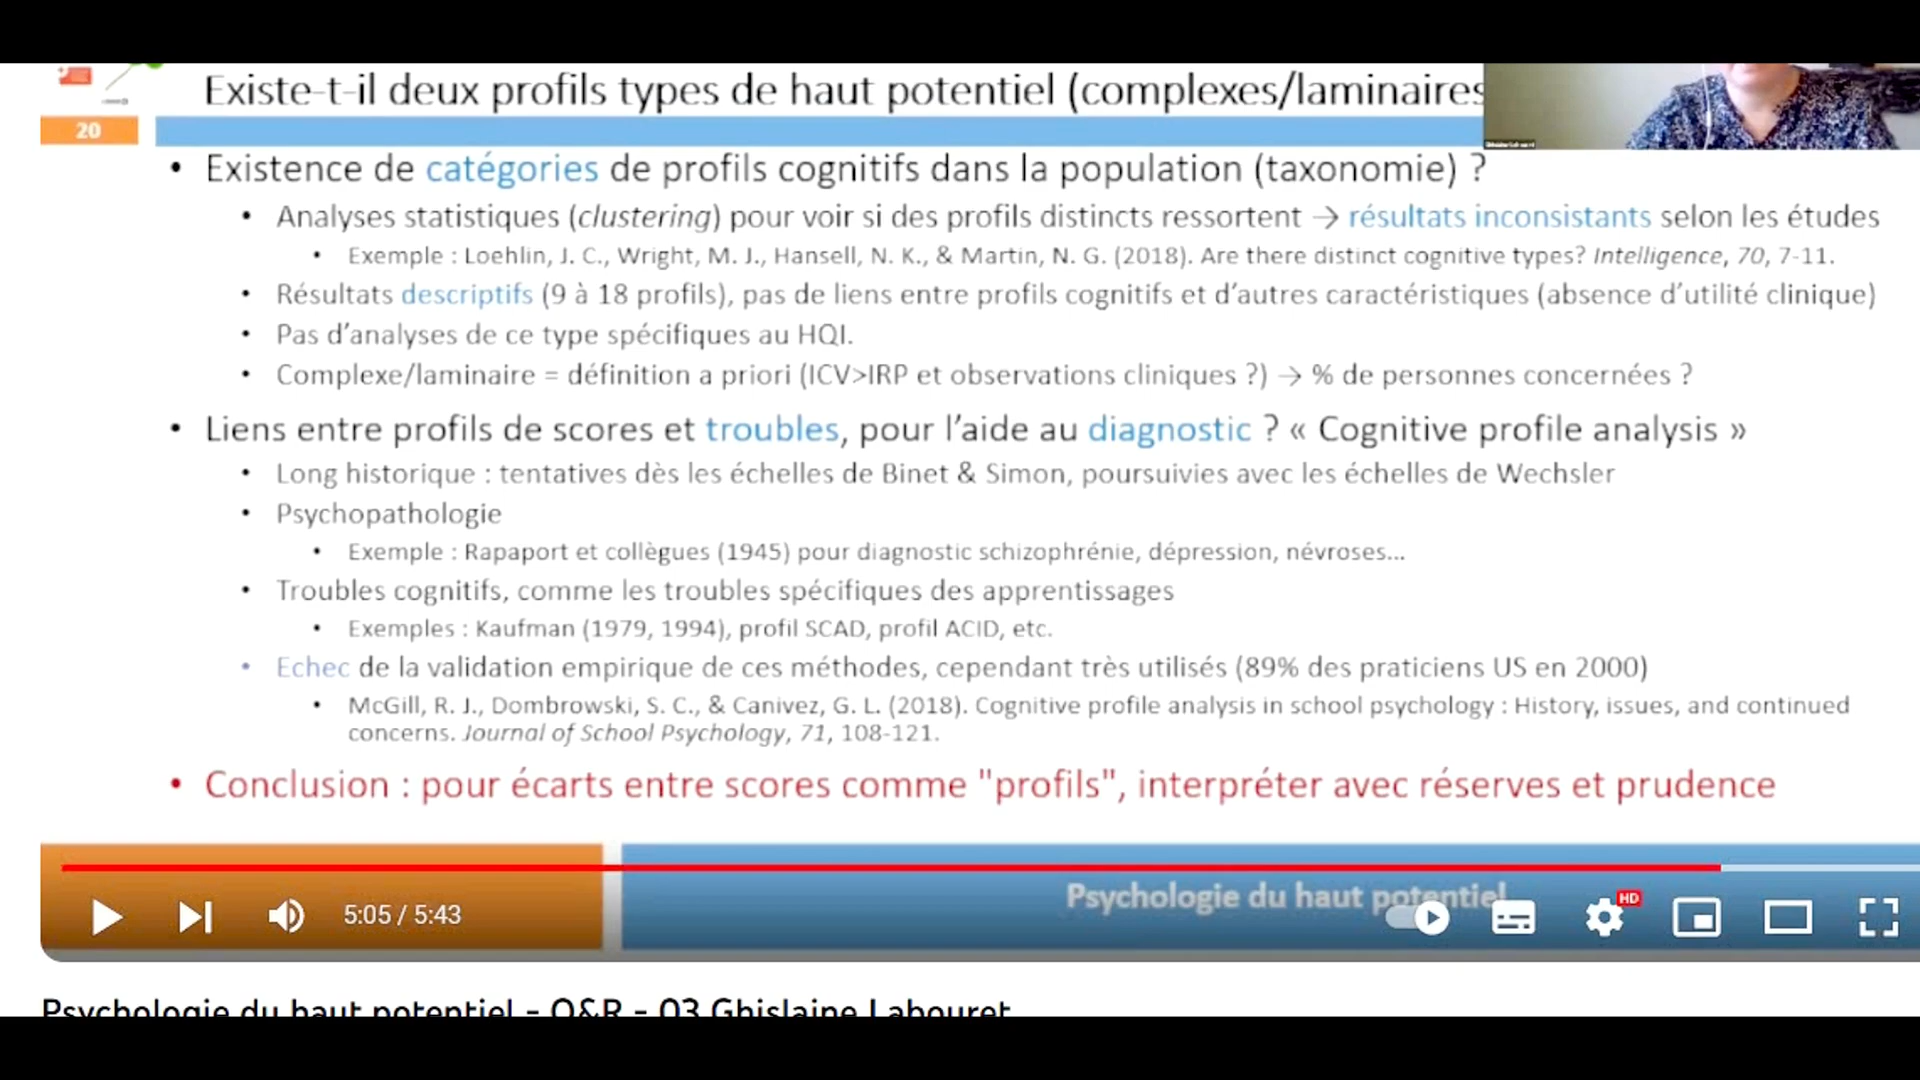 Existe-t-il deux profils types de haut potentiel (complexes/laminaires
20
• Existence de catégories de profils cognitifs dans la population (taxonomie) ?
• Analyses statistiques (clustering) pour voir si des profils distincts ressortent → résultats inconsistants selon les études
• Exemple : Loehlin, J. C., Wright, M. J., Hansell, N. K., & Martin, N. G. (2018). Are there distinct cognitive types? Intelligence, 70, 7-11.
• Résultats descriptifs (9 à 18 profils), pas de liens entre profils cognitifs et d'autres caractéristiques (absence d'utilité clinique)
• Pas d'analyses de ce type spécifiques au HQI.
• Complexe/laminaire = définition a priori (ICV>IRP et observations cliniques ?) → % de personnes concernées ?
• Liens entre profils de scores et troubles, pour l'aide au diagnostic ? « Cognitive profile analysis »
• Long historique : tentatives dès les échelles de Binet & Simon, poursuivies avec les échelles de Wechsler
• Psychopathologie
• Exemple : Rapaport et collègues (1945) pour diagnostic schizophrénie, dépression, névroses...
• Troubles cognitifs, comme les troubles spécifiques des apprentissages
• Exemples : Kaufman (1979, 1994), profil SCAD, profil ACID, etc.
• Echec de la validation empirique de ces méthodes, cependant très utilisés (89% des praticiens US en 2000)
• McGill, R. J., Dombrowski, S. C., & Canivez, G. L. (2018). Cognitive profile analysis in school psychology : History, issues, and continued
concerns. Journal of School Psychology, 71, 108-121.
• Conclusion : pour écarts entre scores comme "profils", interpréter avec réserves et prudence
Psychologie du haut potentiel
5:05 / 5:43
HD
Psychologie du haut potentiel - Q&R - 03 Ghislaine Labouret